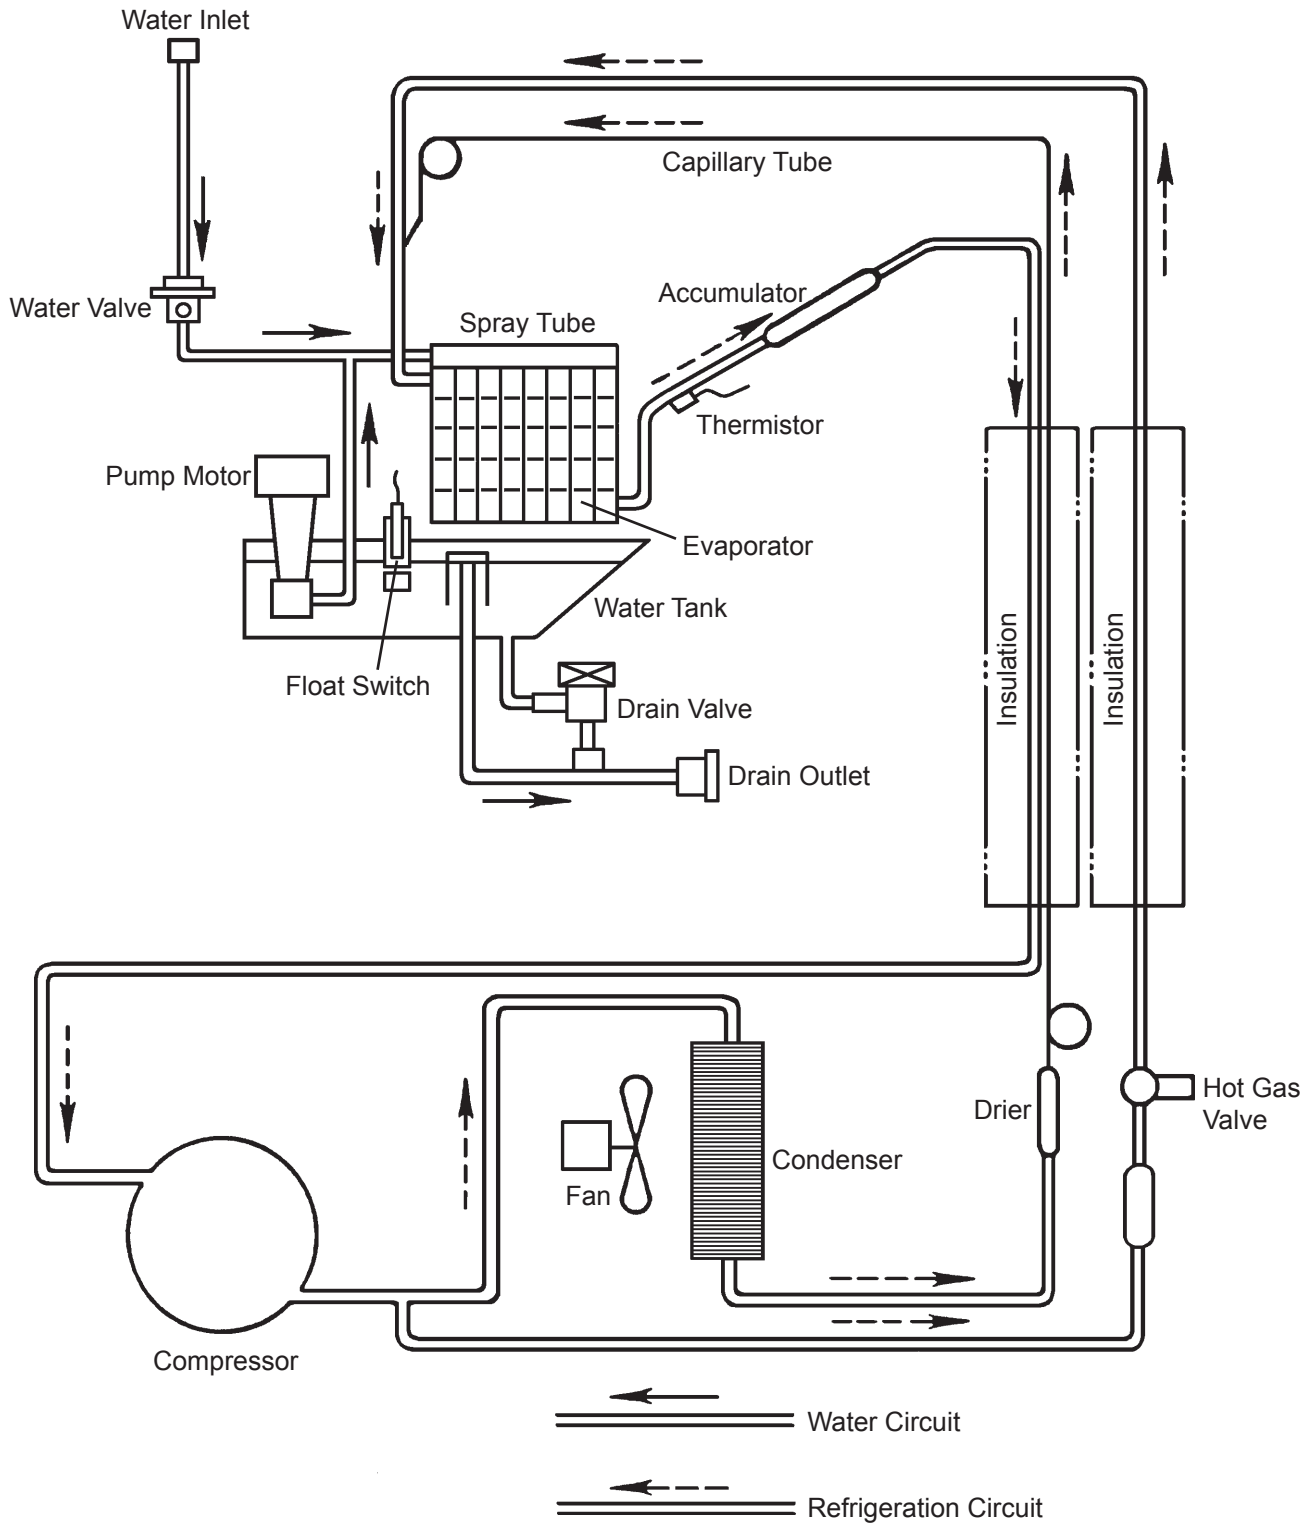 Water Inlet
Capillary Tube
Accumulator
Water Valve
Spray Tube
Thermistor
Pump Motor
Evaporator
Water Tank
Insulation
Insulation
Float Switch
Drain Valve
Drain Outlet
Hot Gas
Valve
Drier
Condenser
Fan
Compressor
Water Circuit
Refrigeration Circuit